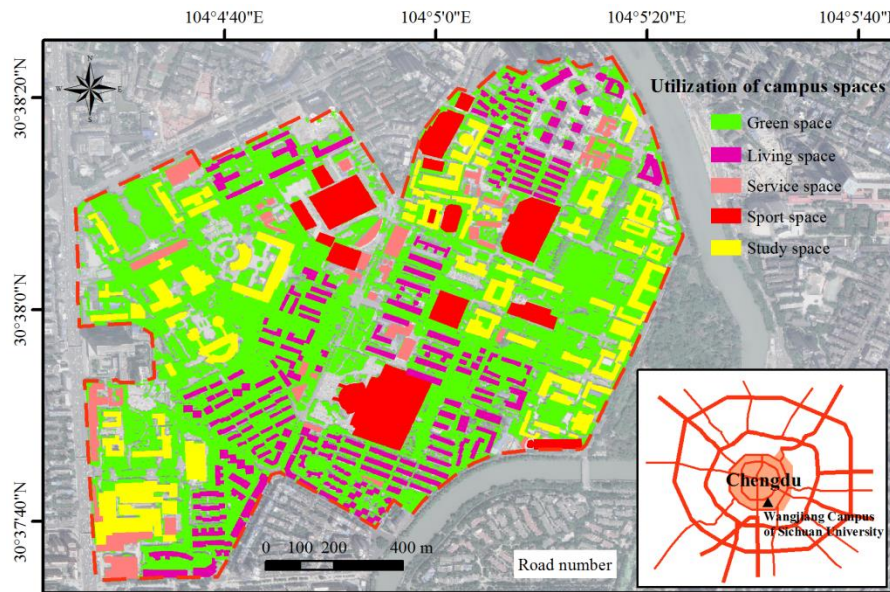 104°4'40"E 104°5'0"E 104°5'20"E 104°5'40"E
30°38'20"N
30°38'0"N
30°37'40"N
N
W E
S
Utilization of campus spaces
Green space
Living space
Service space
Sport space
Study space
0 100 200 400 m
Road number
Chengdu
Wangjiang Campus
of Sichuan University